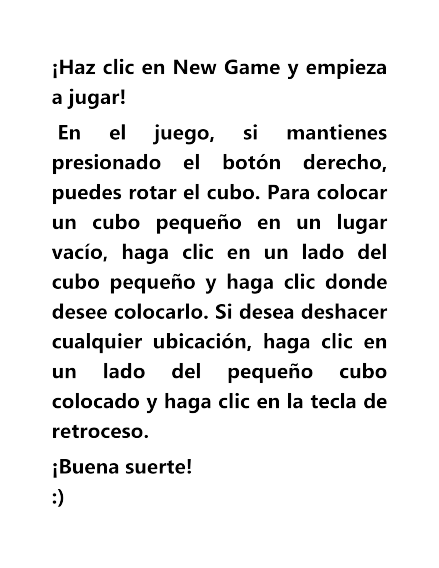 ¡Haz clic en New Game y empieza
a jugar!
En el juego, si mantienes
presionado el botón derecho,
puedes rotar el cubo. Para colocar
un cubo pequeño en un lugar
vacío, haga clic en un lado del
cubo pequeño y haga clic donde
desee colocarlo. Si desea deshacer
cualquier ubicación, haga clic en
un lado del pequeño cubo
colocado y haga clic en la tecla de
retroceso.
¡Buena suerte!
:)